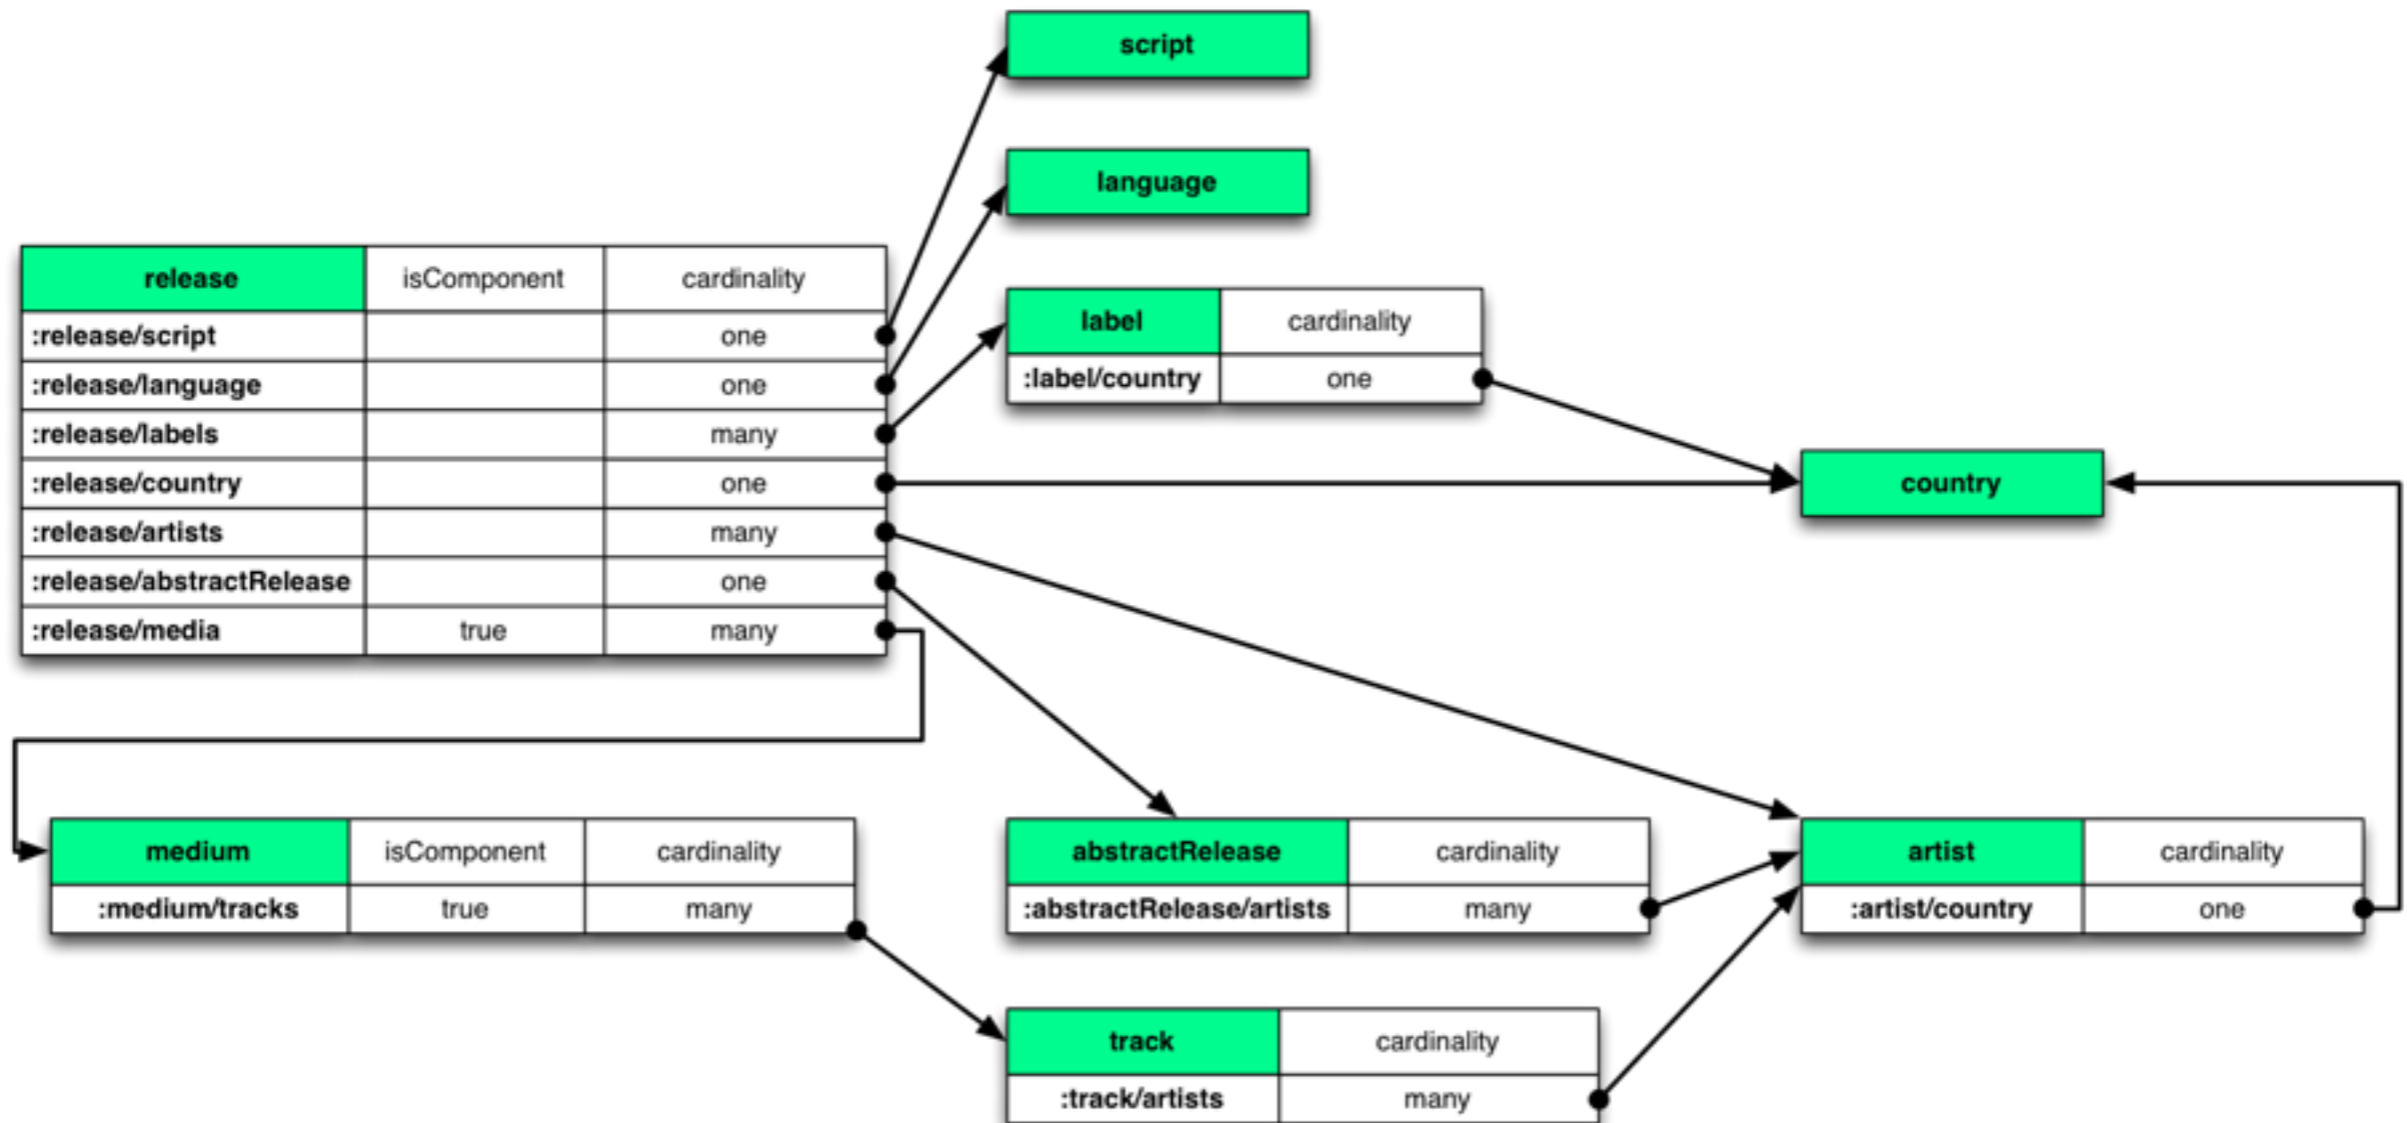 script
language
release isComponent cardinality
:release/script one
:release/language one
:release/labels many
:release/country one
:release/artists many
:release/abstractRelease one
:release/media true many
label cardinality
:label/country one
country
medium isComponent cardinality
:medium/tracks true many
abstractRelease cardinality
:abstractRelease/artists many
artist cardinality
:artist/country one
track cardinality
:track/artists many